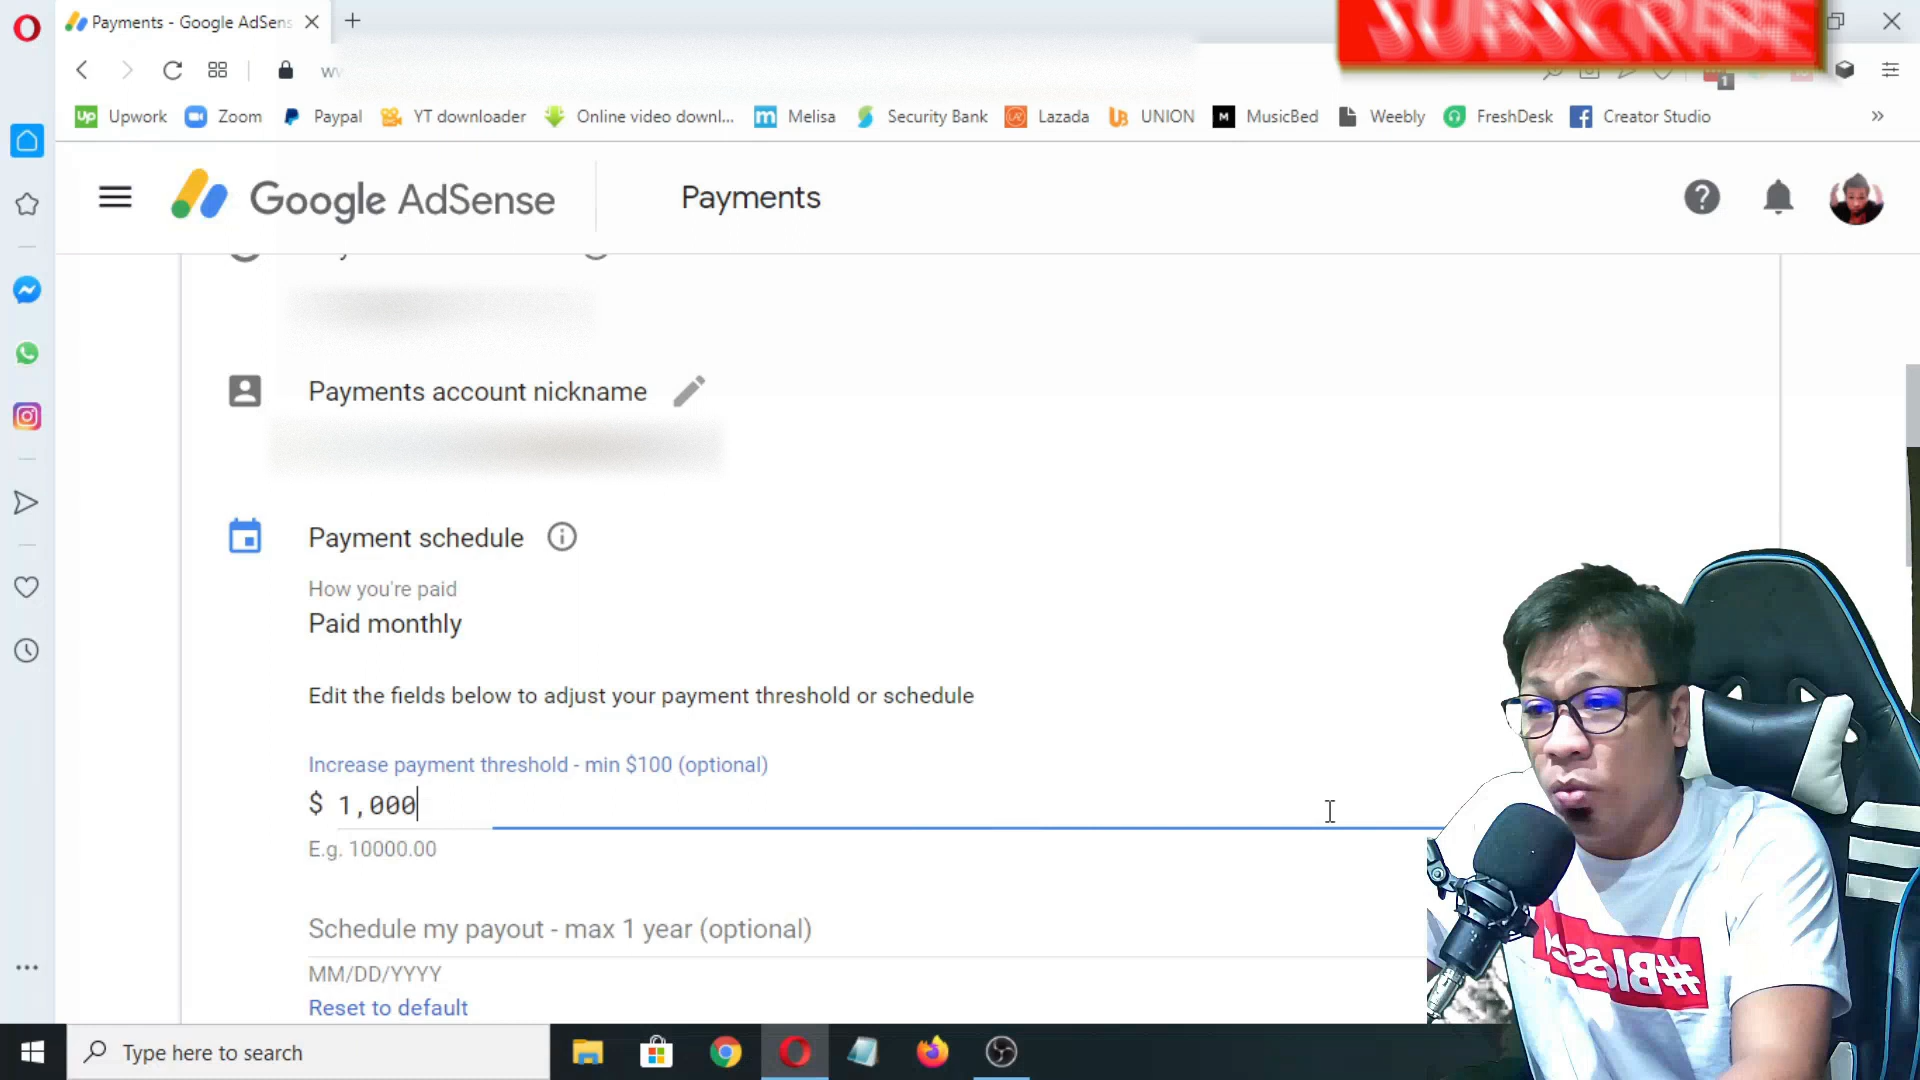 Payments - Google AdSens
SUBSCRIBE
Upwork
Zoom
Paypal
YT downloader
Online video downl...
Melisa
Security Bank
Lazada
UNION
MusicBed
Weebly
FreshDesk
Creator Studio
Google AdSense
Payments
Payments account nickname
Payment schedule
How you're paid
Paid monthly
Edit the fields below to adjust your payment threshold or schedule
Increase payment threshold - min $100 (optional)
$ 1,000
E.g. 10000.00
Schedule my payout - max 1 year (optional)
MM/DD/YYYY
Reset to default
Type here to search